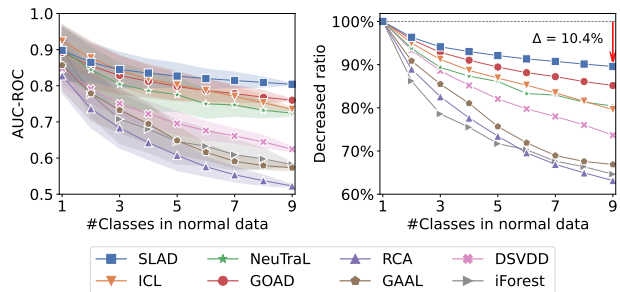 1.0
0.9
0.8
0.7
0.6
0.5
AUC-ROC
1 3 5 7 9
#Classes in normal data
100%
90%
80%
70%
60%
Decreased ratio
Δ = 10.4%
1 3 5 7 9
#Classes in normal data
SLAD NeuTraL RCA DSVDD
ICL GOAD GAAL iForest